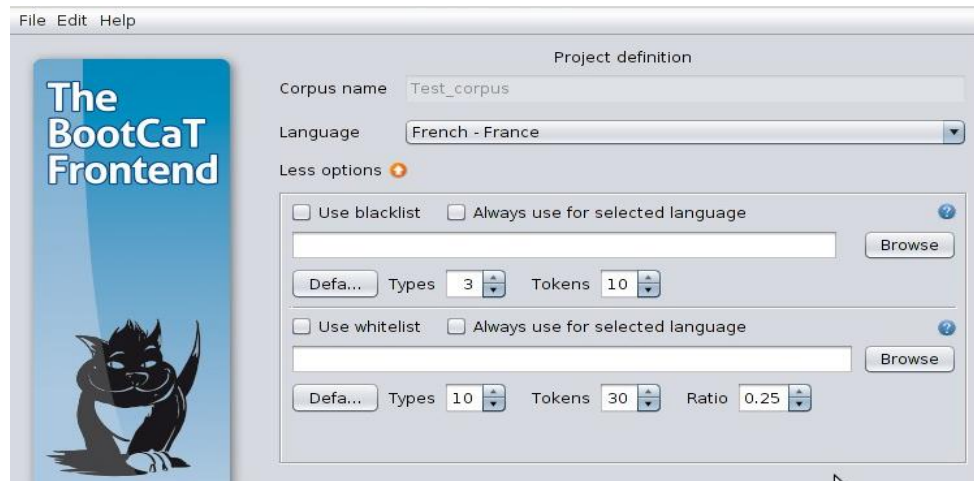 File Edit Help
The
BootCaT
Frontend
Project definition
Corpus name Test_corpus
Language French - France
Less options
Use blacklist Always use for selected language ?
Browse
Defa... Types 3 Tokens 10
Use whitelist Always use for selected language ?
Browse
Defa... Types 10 Tokens 30 Ratio 0.25